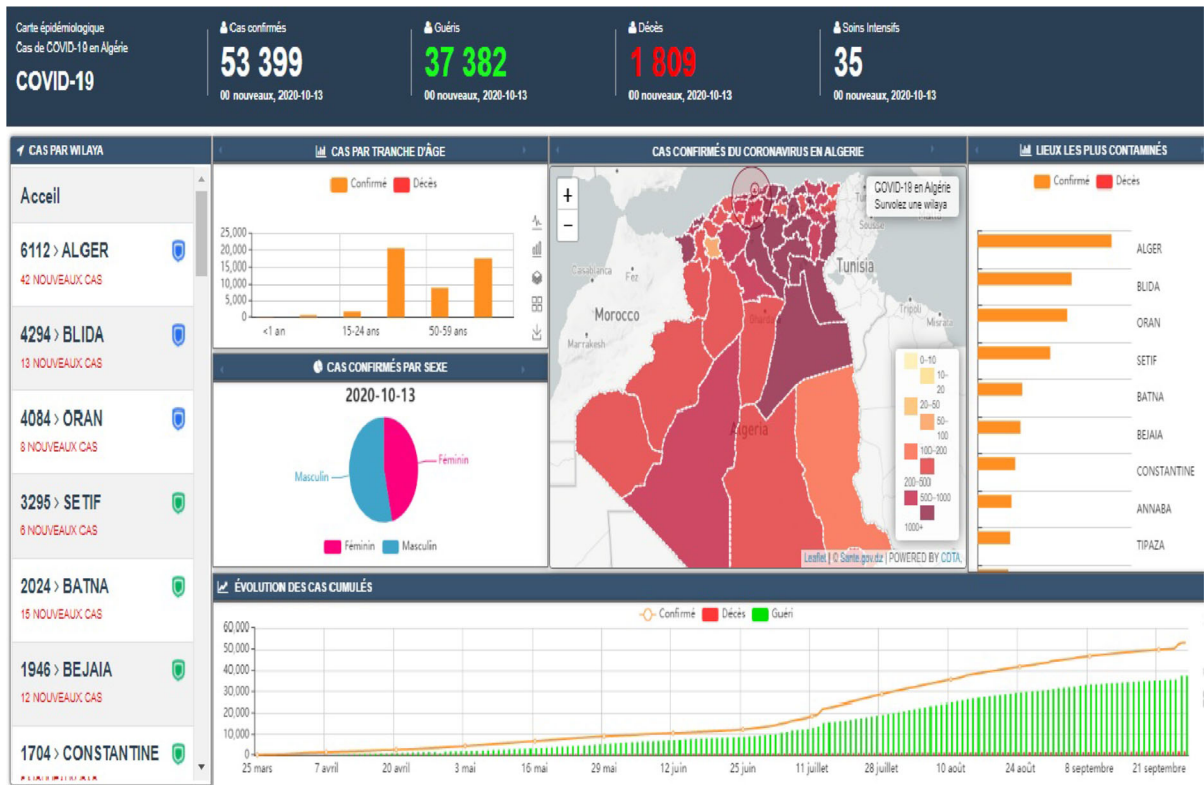 Carte épidémiologique
Cas de COVID-19 en Algérie
COVID-19
Cas confirmés
53 399
00 nouveaux, 2020-10-13
Guéris
37 382
00 nouveaux, 2020-10-13
Décès
1 809
00 nouveaux, 2020-10-13
Soins Intensifs
35
00 nouveaux, 2020-10-13
CAS PAR WILAYA
Acceil
6112 > ALGER
42 NOUVEAUX CAS
4294 > BLIDA
13 NOUVEAUX CAS
4084 > ORAN
8 NOUVEAUX CAS
3295 > SETIF
6 NOUVEAUX CAS
2024 > BATNA
15 NOUVEAUX CAS
1946 > BEJAIA
12 NOUVEAUX CAS
1704 > CONSTANTINE
CAS PAR TRANCHE D'ÂGE
Confirmé Décès
25,000
20,000
15,000
10,000
5,000
0
<1 an 15-24 ans 50-59 ans
CAS CONFIRMÉS PAR SEXE
2020-10-13
Féminin
Masculin
Féminin Masculin
CAS CONFIRMÉS DU CORONAVIRUS EN ALGERIE
+
−
COVID-19 en Algérie
Survolez une wilaya
Sousse
Tunisia
Casablanca
Fez
Morocco
Marrakesh
Tripoli
Misrata
Algeria
0-10
10-
20
20-50
50-
100
100-200
200-500
500-1000
1000+
Leaflet | © Sante.gov.dz | POWERED BY CDTA,
LIEUX LES PLUS CONTAMINÉS
Confirmé Décès
ALGER
BLIDA
ORAN
SETIF
BATNA
BEJAIA
CONSTANTINE
ANNABA
TIPAZA
ÉVOLUTION DES CAS CUMULÉS
Confirmé Décès Guéri
60,000
50,000
40,000
30,000
20,000
10,000
0
25 mars 7 avril 20 avril 3 mai 16 mai 29 mai 12 juin 25 juin 11 juillet 28 juillet 10 août 24 août 8 septembre 21 septembre